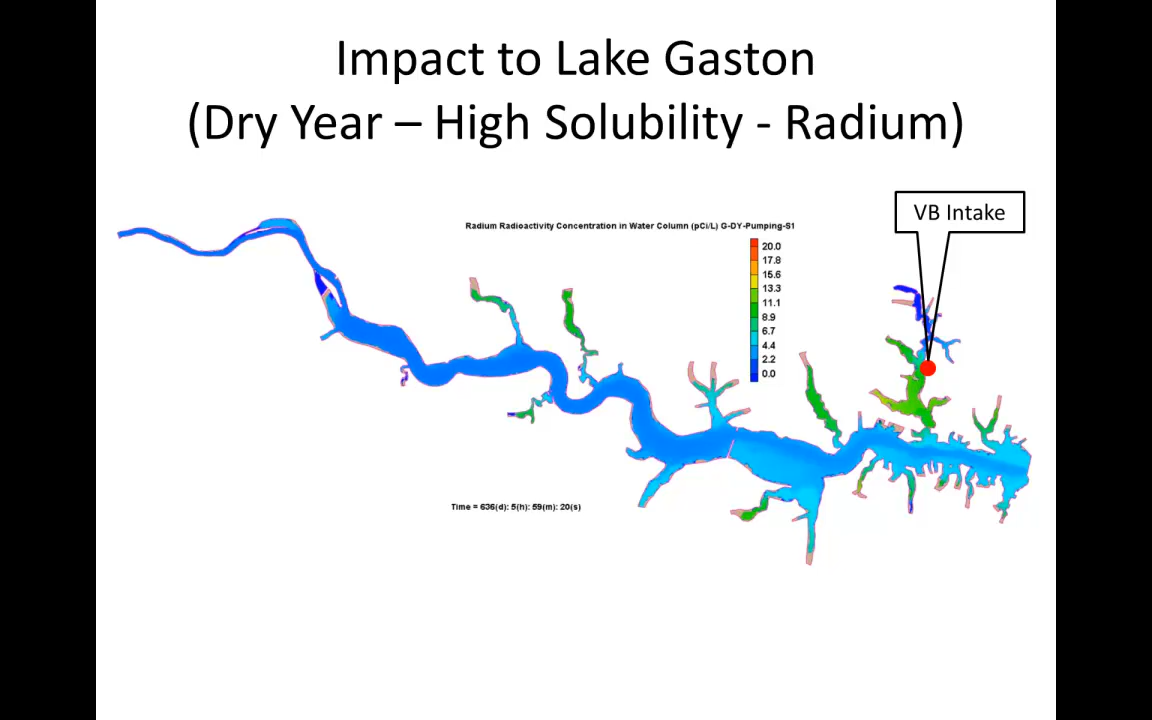 Impact to Lake Gaston
(Dry Year – High Solubility - Radium)
VB Intake
Radium Radioactivity Concentration in Water Column (pCi/L) G-DY-Pumping-S1
20.0
17.8
15.6
13.3
11.1
8.9
6.7
4.4
2.2
0.0
Time = 636(d): 5(h): 59(m): 20(s)